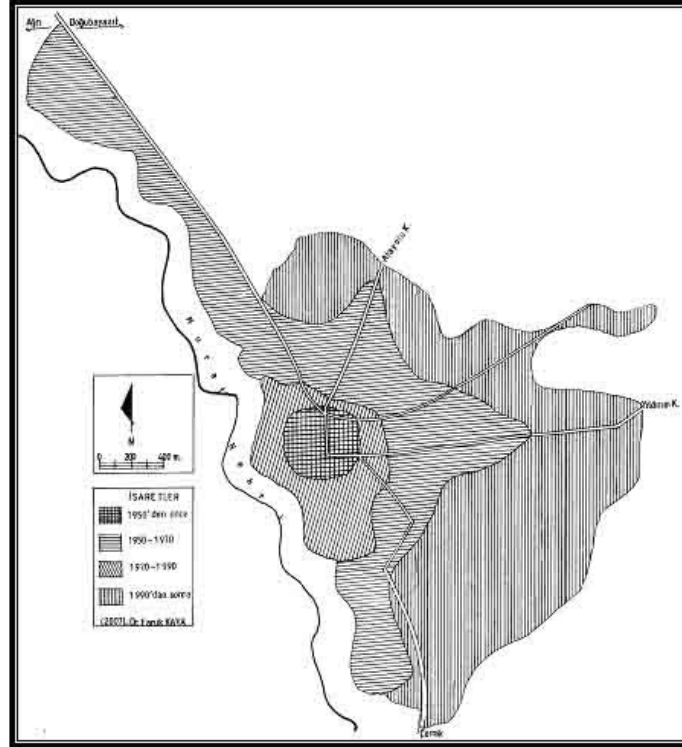 Ağrı
Doğubayazıt
Atayolu K.
Yıldırım K.
Murat
Nehri
N
0 200 400 m.
İŞARETLER
1950'den önce
1950-1970
1970-1990
1990'dan sonra
(2007), Dr. Faruk KAYA
Çermik